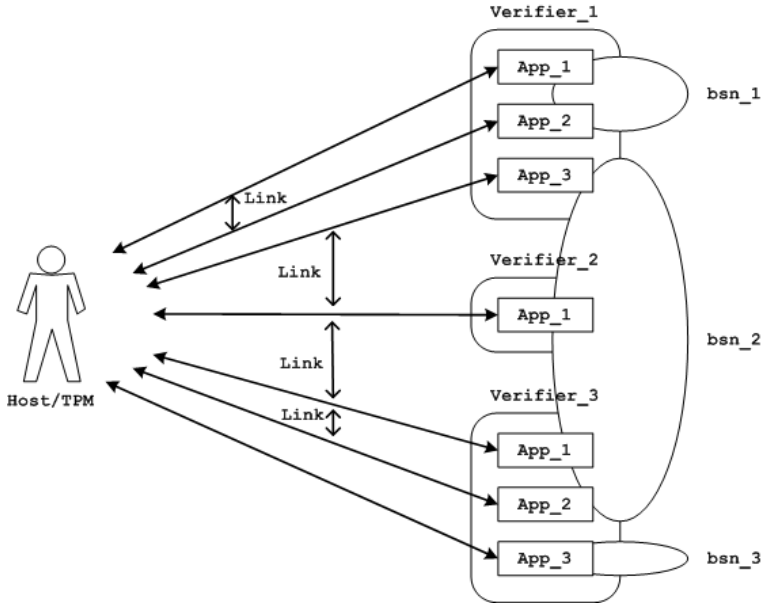 Verifier_1
App_1
bsn_1
App_2
App_3
Link
Verifier_2
Link
App_1
bsn_2
Link
Host/TPM
Verifier_3
Link
App_1
App_2
App_3
bsn_3